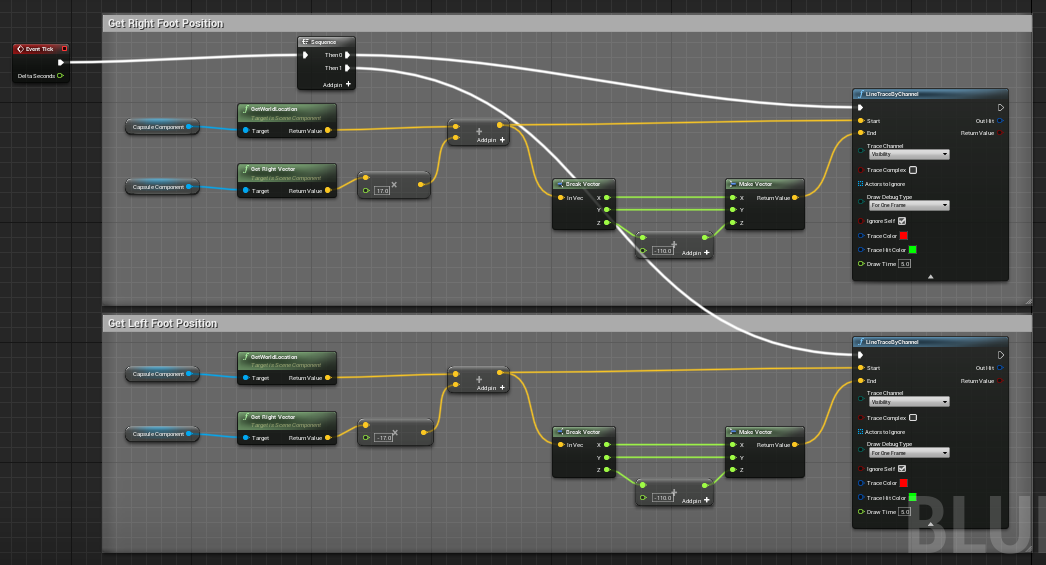 Get Right Foot Position
Event Tick
Delta Seconds
Sequence
Then 0
Then 1
Add pin
Capsule Component
GetWorldLocation
Target is Scene Component
Target Return Value
Capsule Component
Get Right Vector
Target is Scene Component
Target Return Value
17.0
×
+
Add pin
Break Vector
In Vec X
Y
Z
-110.0
+
Add pin
Make Vector
X Return Value
Y
Z
LineTraceByChannel
Start Out Hit
End Return Value
Trace Channel
Visibility
Trace Complex
Actors to Ignore
Draw Debug Type
For One Frame
Ignore Self
Trace Color
Trace Hit Color
Draw Time 5.0
Get Left Foot Position
Capsule Component
GetWorldLocation
Target is Scene Component
Target Return Value
Capsule Component
Get Right Vector
Target is Scene Component
Target Return Value
-17.0
×
+
Add pin
Break Vector
In Vec X
Y
Z
-110.0
+
Add pin
Make Vector
X Return Value
Y
Z
LineTraceByChannel
Start Out Hit
End Return Value
Trace Channel
Visibility
Trace Complex
Actors to Ignore
Draw Debug Type
For One Frame
Ignore Self
Trace Color
Trace Hit Color
Draw Time 5.0
BLU